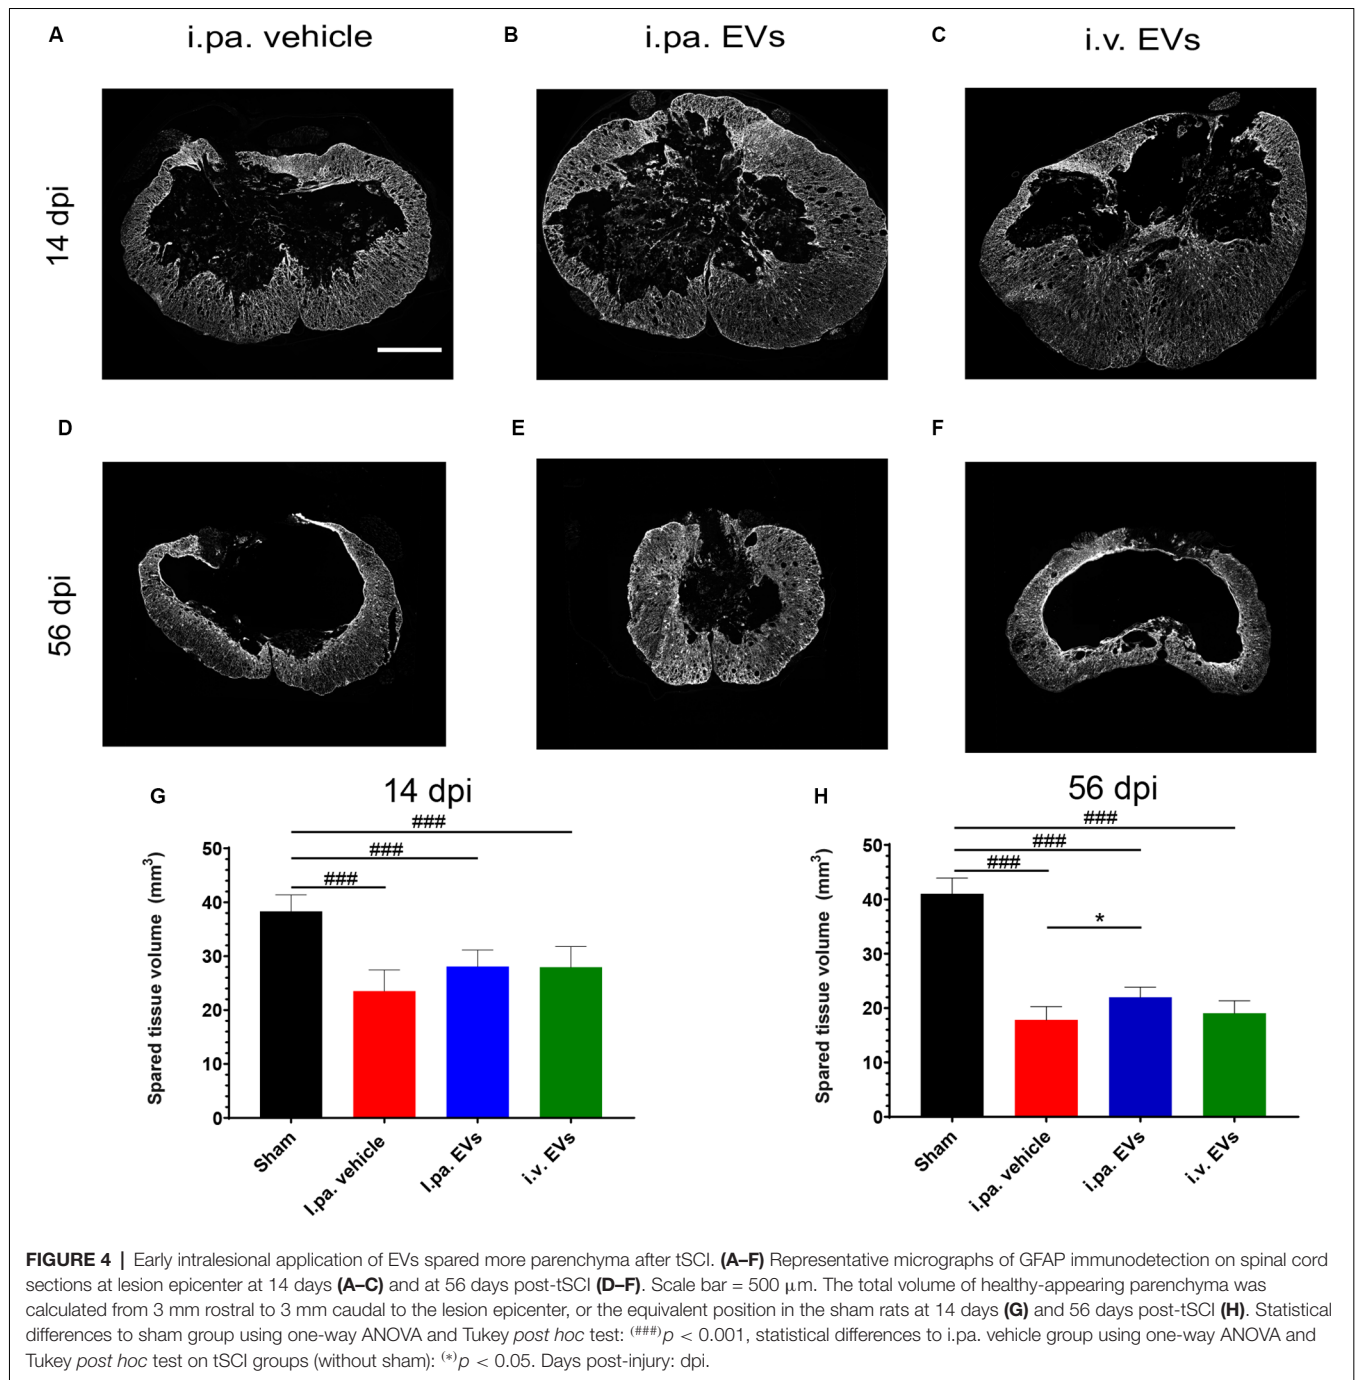 A i.pa. vehicle B i.pa. EVs C i.v. EVs
14 dpi
D E F
56 dpi
G 14 dpi
###
###
###
Spared tissue volume (mm³)
50
40
30
20
10
0
Sham
I.pa. vehicle
I.pa. EVs
i.v. EVs
H 56 dpi
###
###
###
*
Spared tissue volume (mm³)
50
40
30
20
10
0
Sham
i.pa. vehicle
i.pa. EVs
i.v. EVs
FIGURE 4 | Early intralesional application of EVs spared more parenchyma after tSCI. (A–F) Representative micrographs of GFAP immunodetection on spinal cord
sections at lesion epicenter at 14 days (A–C) and at 56 days post-tSCI (D–F). Scale bar = 500 μm. The total volume of healthy-appearing parenchyma was
calculated from 3 mm rostral to 3 mm caudal to the lesion epicenter, or the equivalent position in the sham rats at 14 days (G) and 56 days post-tSCI (H). Statistical
differences to sham group using one-way ANOVA and Tukey post hoc test: (###)p < 0.001, statistical differences to i.pa. vehicle group using one-way ANOVA and
Tukey post hoc test on tSCI groups (without sham): (*)p < 0.05. Days post-injury: dpi.